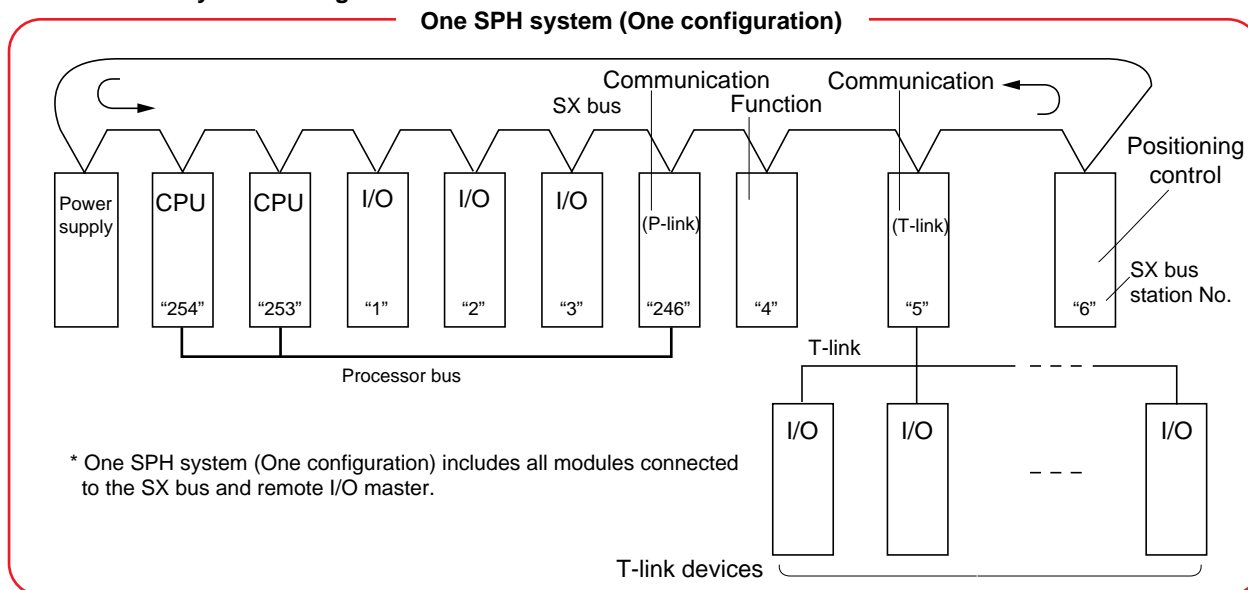 One SPH system (One configuration)
Communication
Communication
SX bus
Function
Positioning
control
Power
supply
CPU
CPU
I/O
I/O
I/O
(P-link)
(T-link)
"254"
"253"
"1"
"2"
"3"
"246"
"4"
"5"
"6"
SX bus
station No.
Processor bus
T-link
I/O
I/O
I/O
* One SPH system (One configuration) includes all modules connected
to the SX bus and remote I/O master.
T-link devices